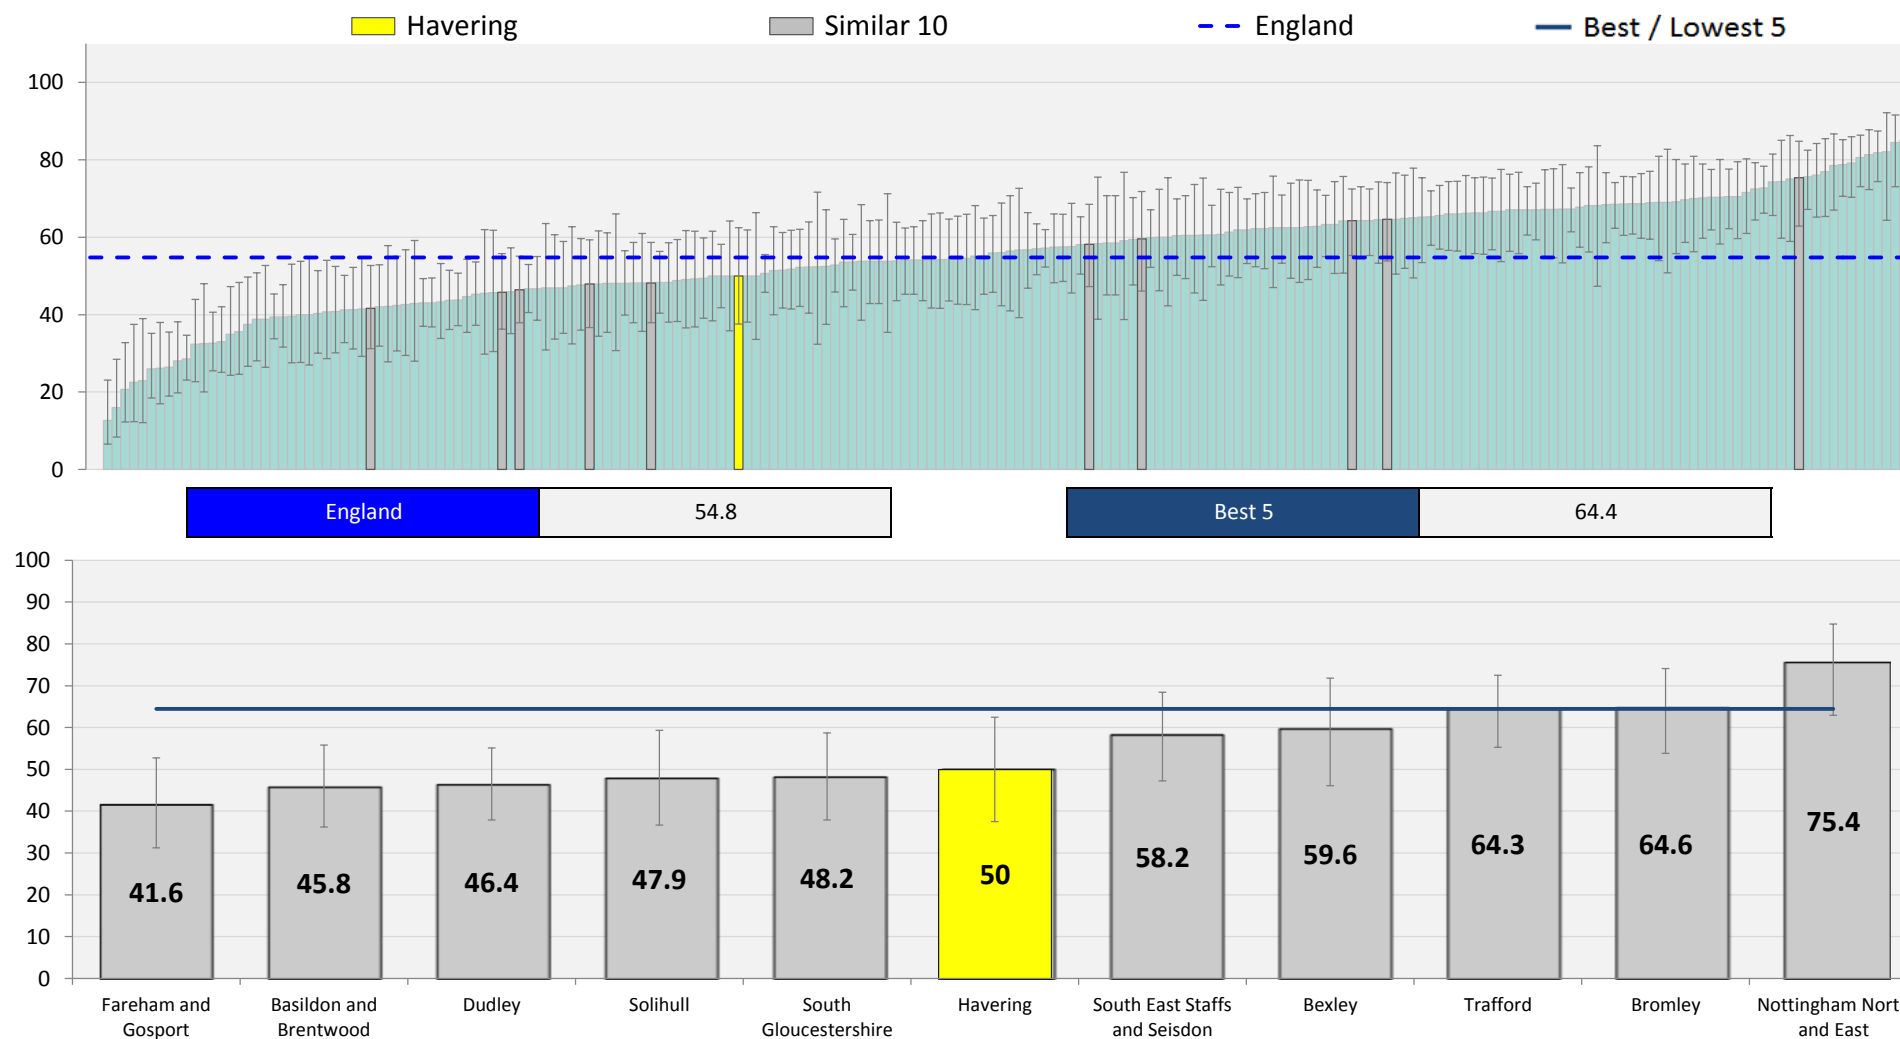 Havering
Similar 10
England
Best / Lowest 5
100
80
60
40
20
0
England
54.8
Best 5
64.4
100
90
80
70
60
50
40
30
20
10
0
41.6
45.8
46.4
47.9
48.2
50
58.2
59.6
64.3
64.6
75.4
Fareham and
Gosport
Basildon and
Brentwood
Dudley
Solihull
South
Gloucestershire
Havering
South East Staffs
and Seisdon
Bexley
Trafford
Bromley
Nottingham Nort
and East